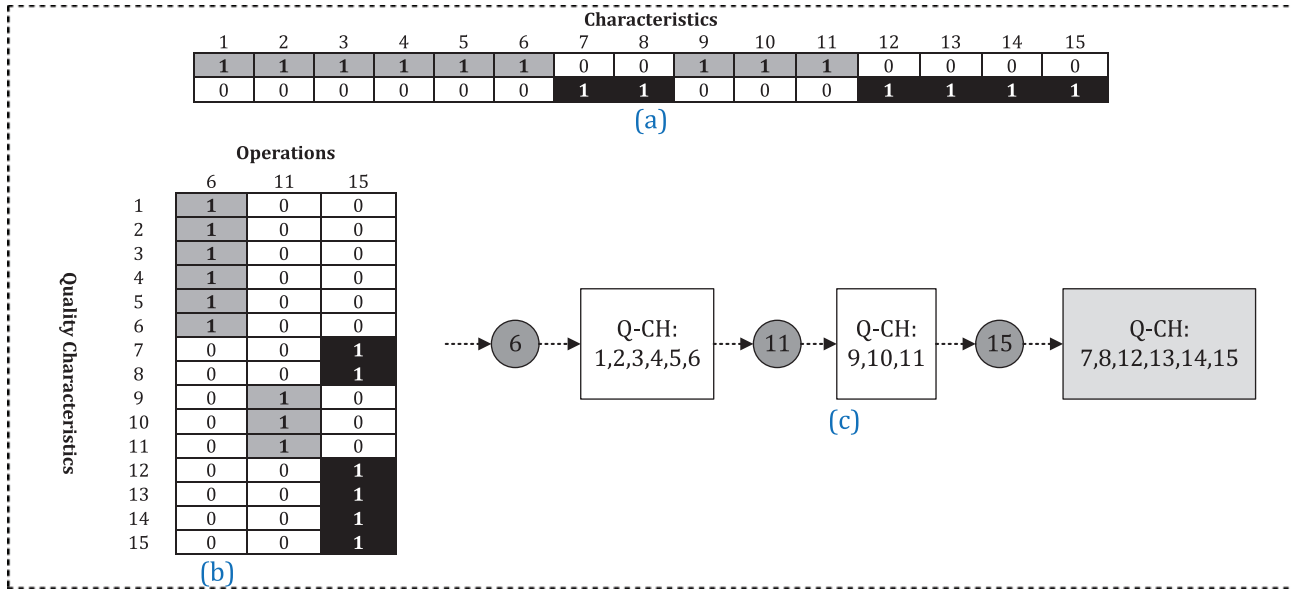 Characteristics
1 2 3 4 5 6 7 8 9 10 11 12 13 14 15
1 1 1 1 1 1 0 0 1 1 1 0 0 0 0
0 0 0 0 0 0 1 1 0 0 0 1 1 1 1
(a)
Operations
6 11 15
Quality Characteristics
1 1 0 0
2 1 0 0
3 1 0 0
4 1 0 0
5 1 0 0
6 1 0 0
7 0 0 1
8 0 0 1
9 0 1 0
10 0 1 0
11 0 1 0
12 0 0 1
13 0 0 1
14 0 0 1
15 0 0 1
(b)
6
Q-CH:
1,2,3,4,5,6
11
Q-CH:
9,10,11
15
Q-CH:
7,8,12,13,14,15
(c)